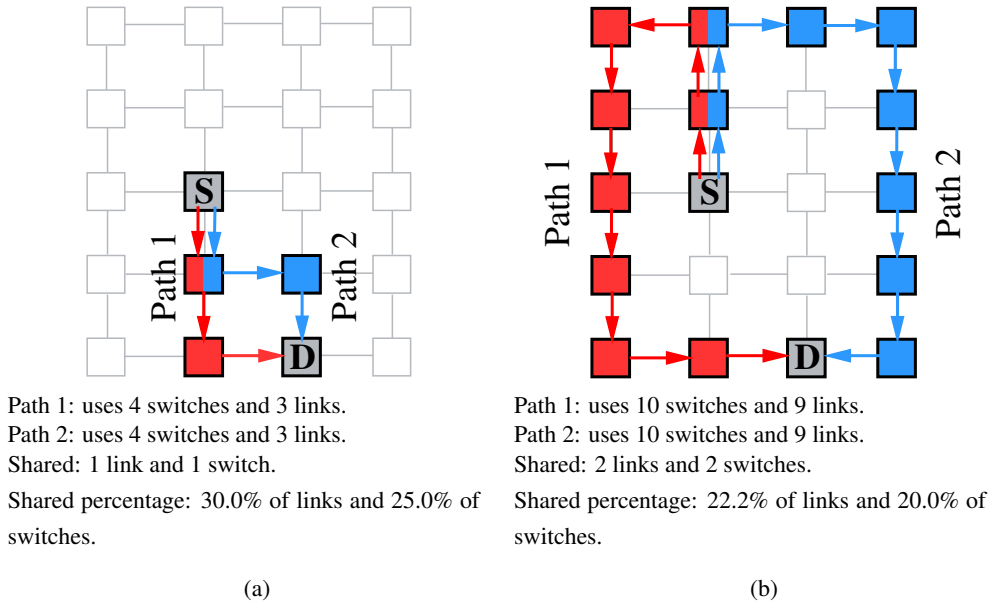 S
Path 1
Path 2
D
Path 1: uses 4 switches and 3 links.
Path 2: uses 4 switches and 3 links.
Shared: 1 link and 1 switch.
Shared percentage: 30.0% of links and 25.0% of
switches.
(a)
Path 1
S
Path 2
D
Path 1: uses 10 switches and 9 links.
Path 2: uses 10 switches and 9 links.
Shared: 2 links and 2 switches.
Shared percentage: 22.2% of links and 20.0% of
switches.
(b)